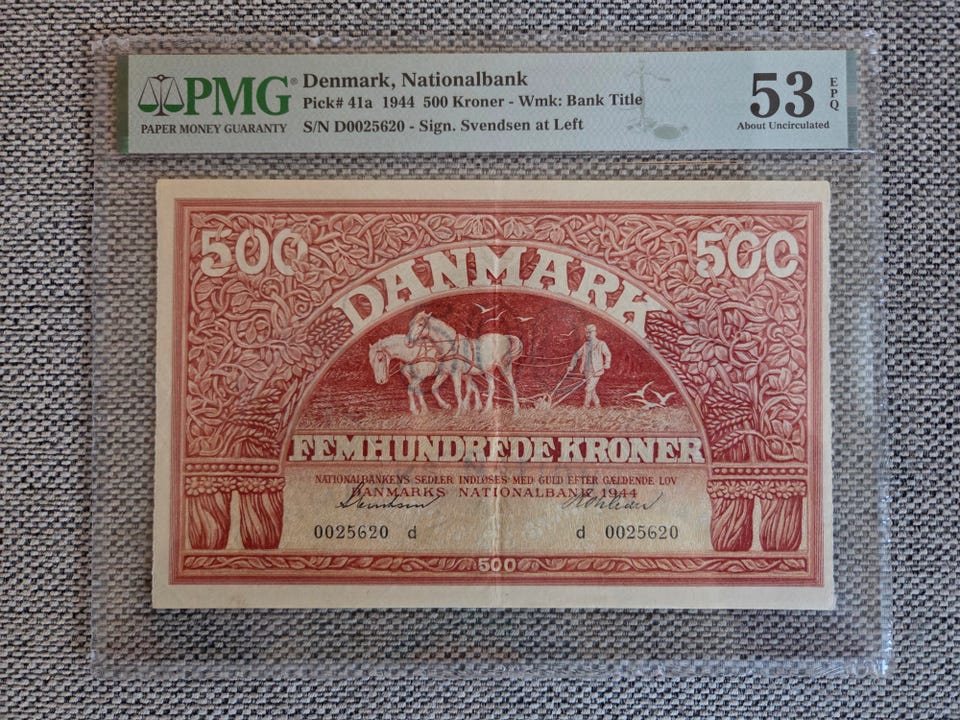 PMG
PAPER MONEY GUARANTY
Denmark, Nationalbank
Pick# 41a 1944 500 Kroner - Wmk: Bank Title
S/N D0025620 - Sign. Svendsen at Left
53
EPQ
About Uncirculated
500 500
DANMARK
FEMHUNDREDE KRONER
NATIONALBANKENS SEDLER INDLØSES MED GULD EFTER GÆLDENDE LOV
DANMARKS NATIONALBANK, 1944
Svendsen
0025620 d d 0025620
500